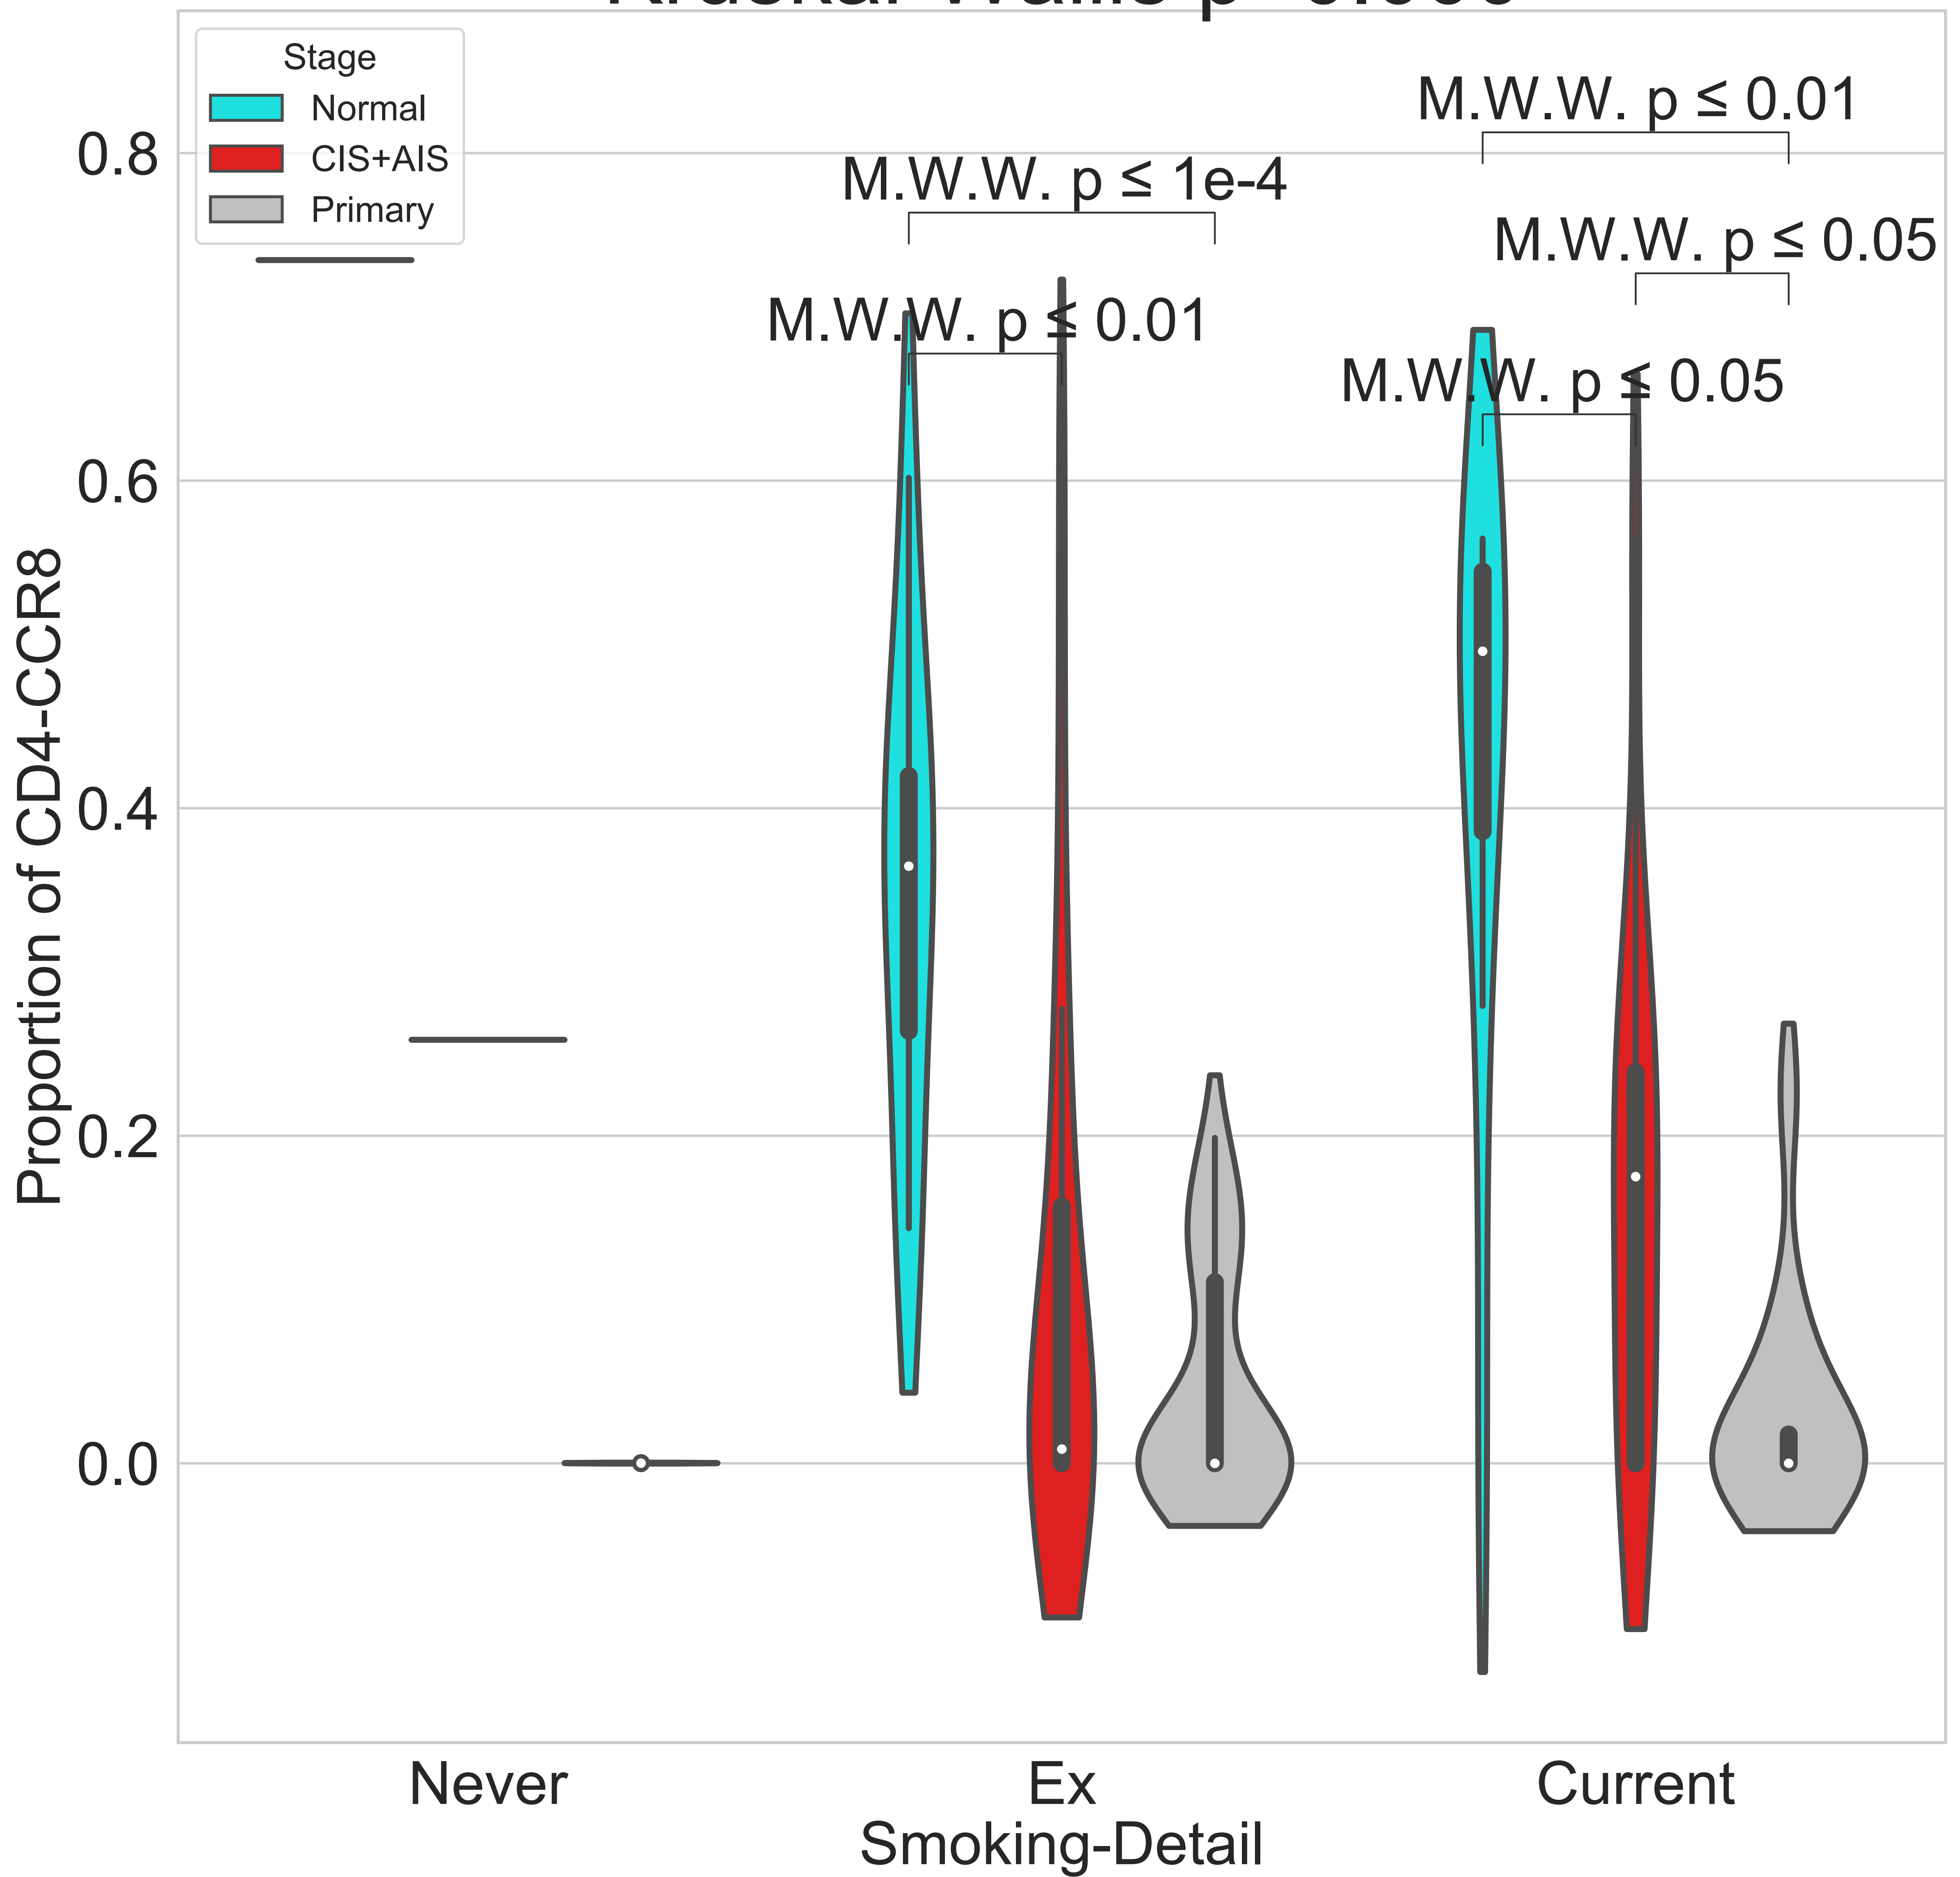 Stage
Normal
CIS+AIS
Primary
M.W.W. p ≤ 0.01
M.W.W. p ≤ 1e-4
M.W.W. p ≤ 0.05
M.W.W. p ≤ 0.01
M.W.W. p ≤ 0.05
0.8
0.6
0.4
0.2
0.0
Proportion of CD4-CCR8
Never
Ex
Current
Smoking-Detail